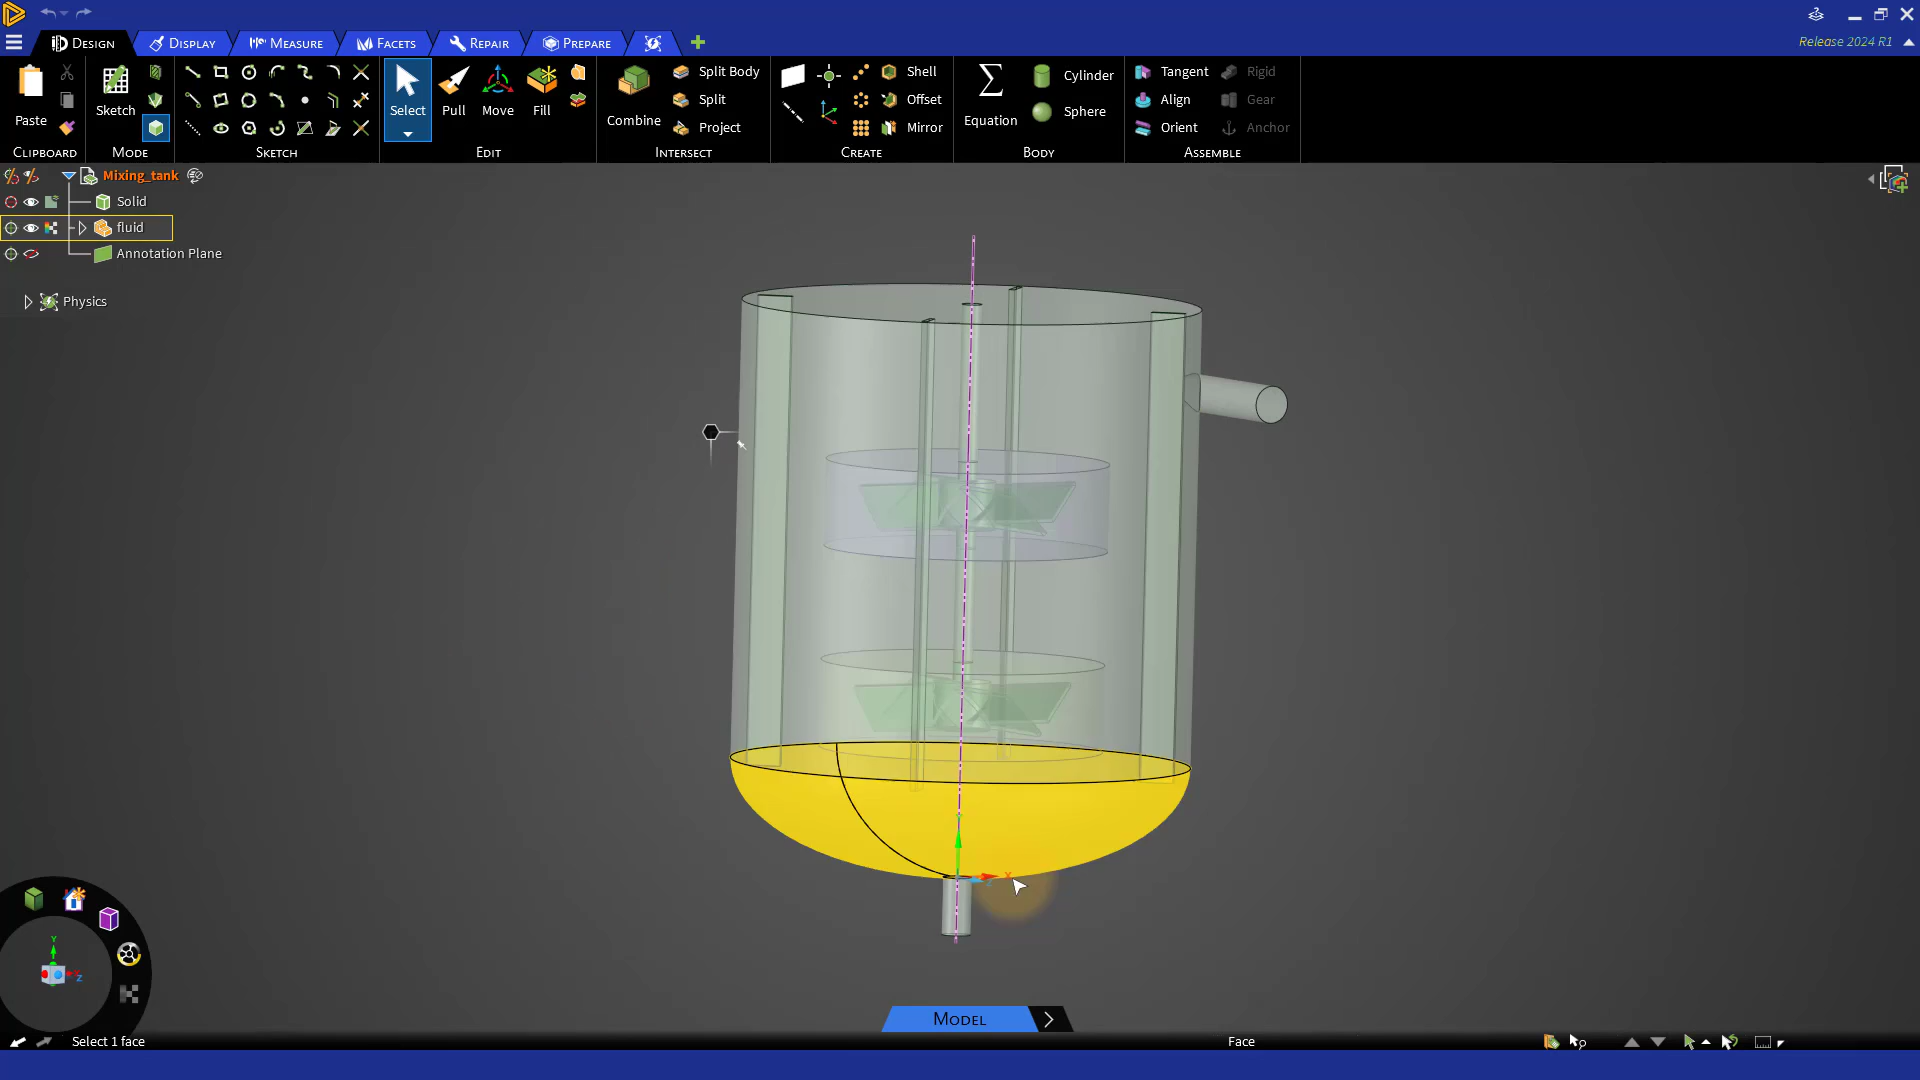 DESIGN
DISPLAY
MEASURE
FACETS
REPAIR
PREPARE
Release 2024 R1
Paste
Sketch
Select
Pull
Move
Fill
Combine
Split Body
Split
Project
Shell
Offset
Mirror
Equation
Cylinder
Sphere
Tangent
Align
Orient
Rigid
Gear
Anchor
CLIPBOARD
MODE
SKETCH
EDIT
INTERSECT
CREATE
BODY
ASSEMBLE
Mixing_tank
Solid
fluid
Annotation Plane
Physics
X
Z
Y
Z
MODEL
Select 1 face
Face